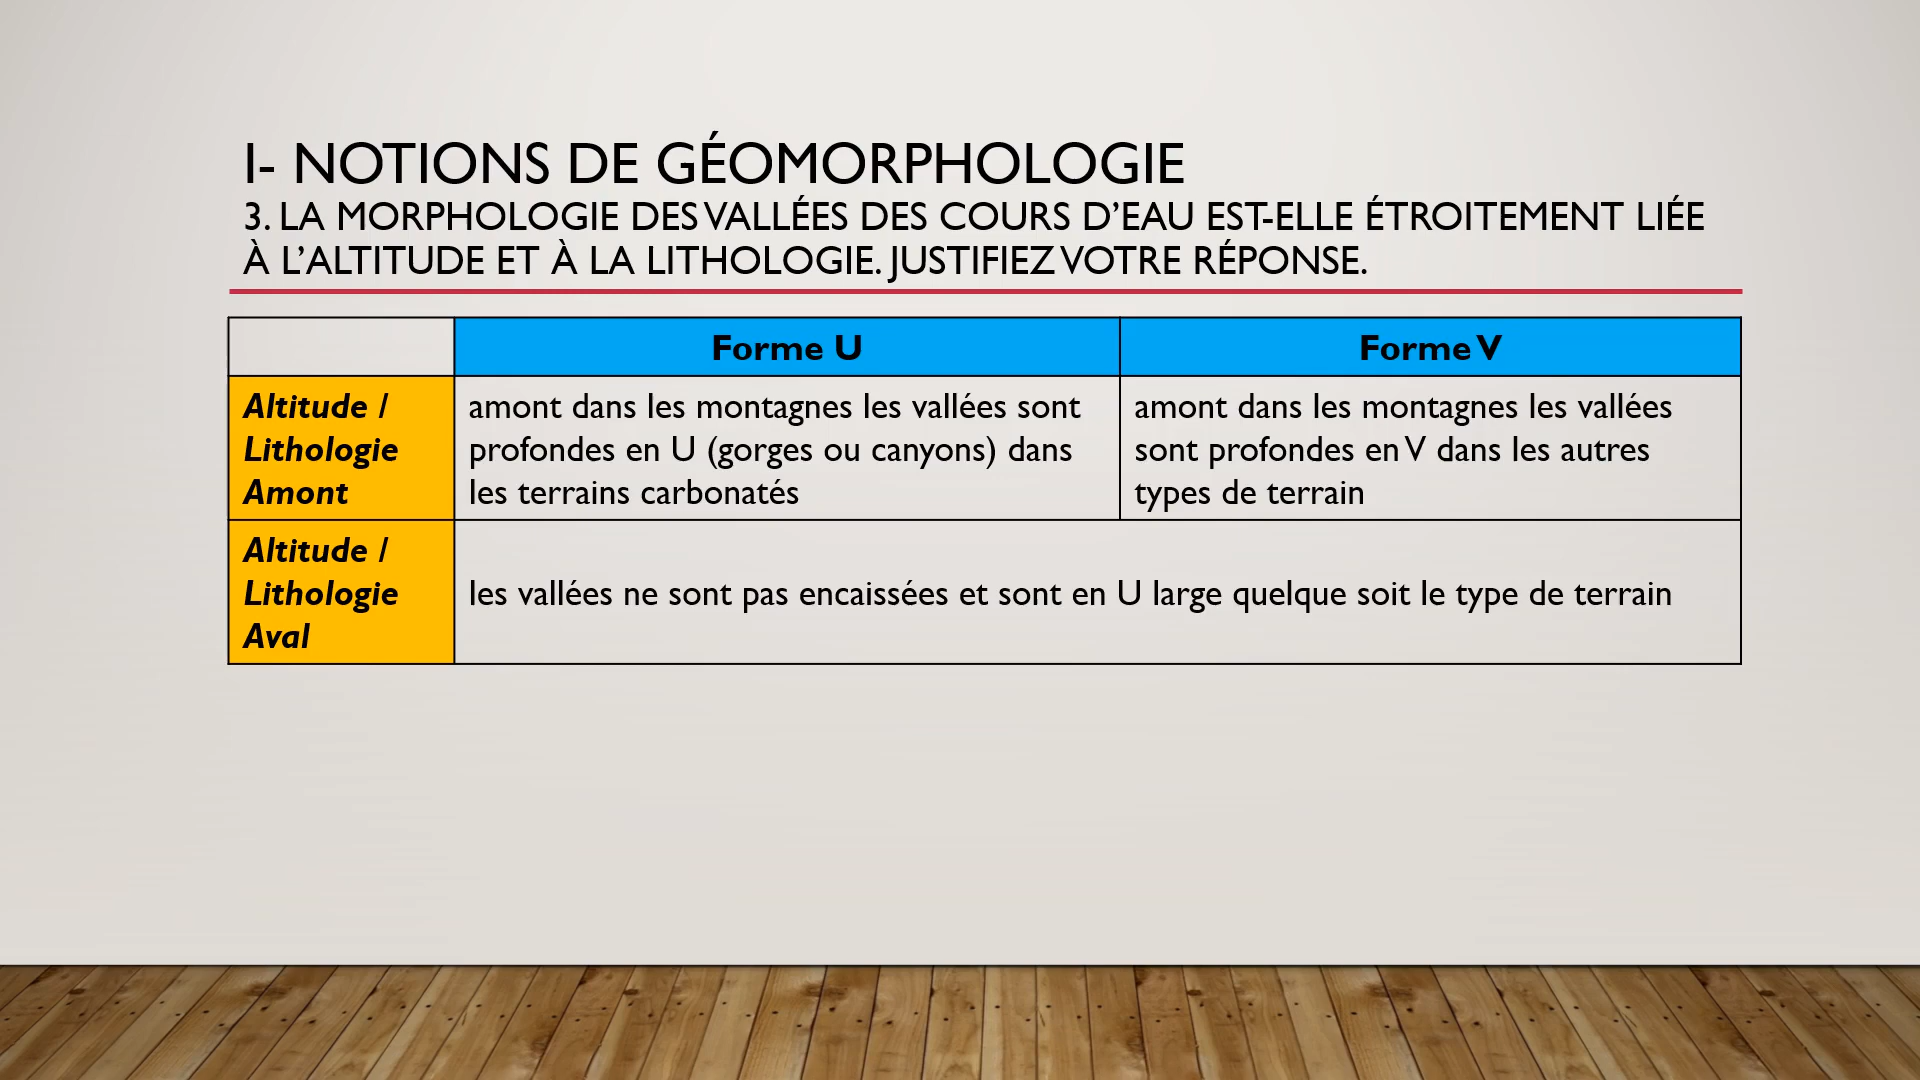 I- NOTIONS DE GÉOMORPHOLOGIE
3. LA MORPHOLOGIE DES VALLÉES DES COURS D’EAU EST-ELLE ÉTROITEMENT LIÉE
À L’ALTITUDE ET À LA LITHOLOGIE. JUSTIFIEZ VOTRE RÉPONSE.
Forme U
Forme V
Altitude /
Lithologie
Amont
amont dans les montagnes les vallées sont
profondes en U (gorges ou canyons) dans
les terrains carbonatés
amont dans les montagnes les vallées
sont profondes en V dans les autres
types de terrain
Altitude /
Lithologie
Aval
les vallées ne sont pas encaissées et sont en U large quelque soit le type de terrain